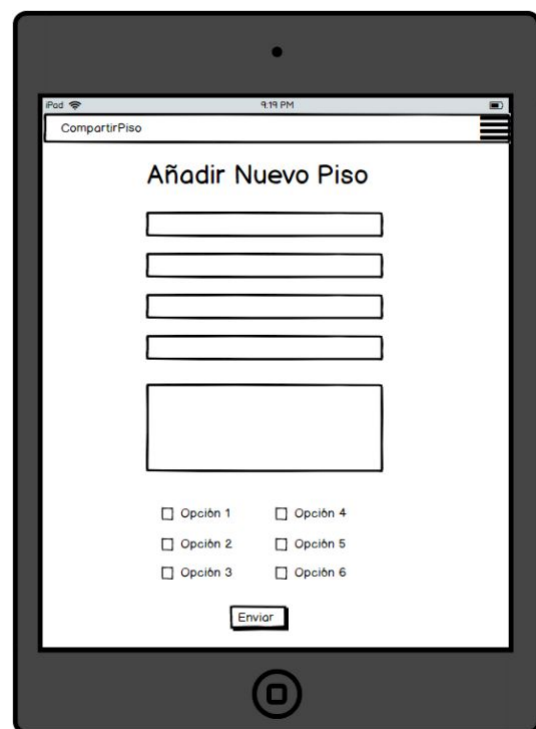 iPad 9:19 PM
CompartirPiso
Añadir Nuevo Piso
Opción 1 Opción 4
Opción 2 Opción 5
Opción 3 Opción 6
Enviar